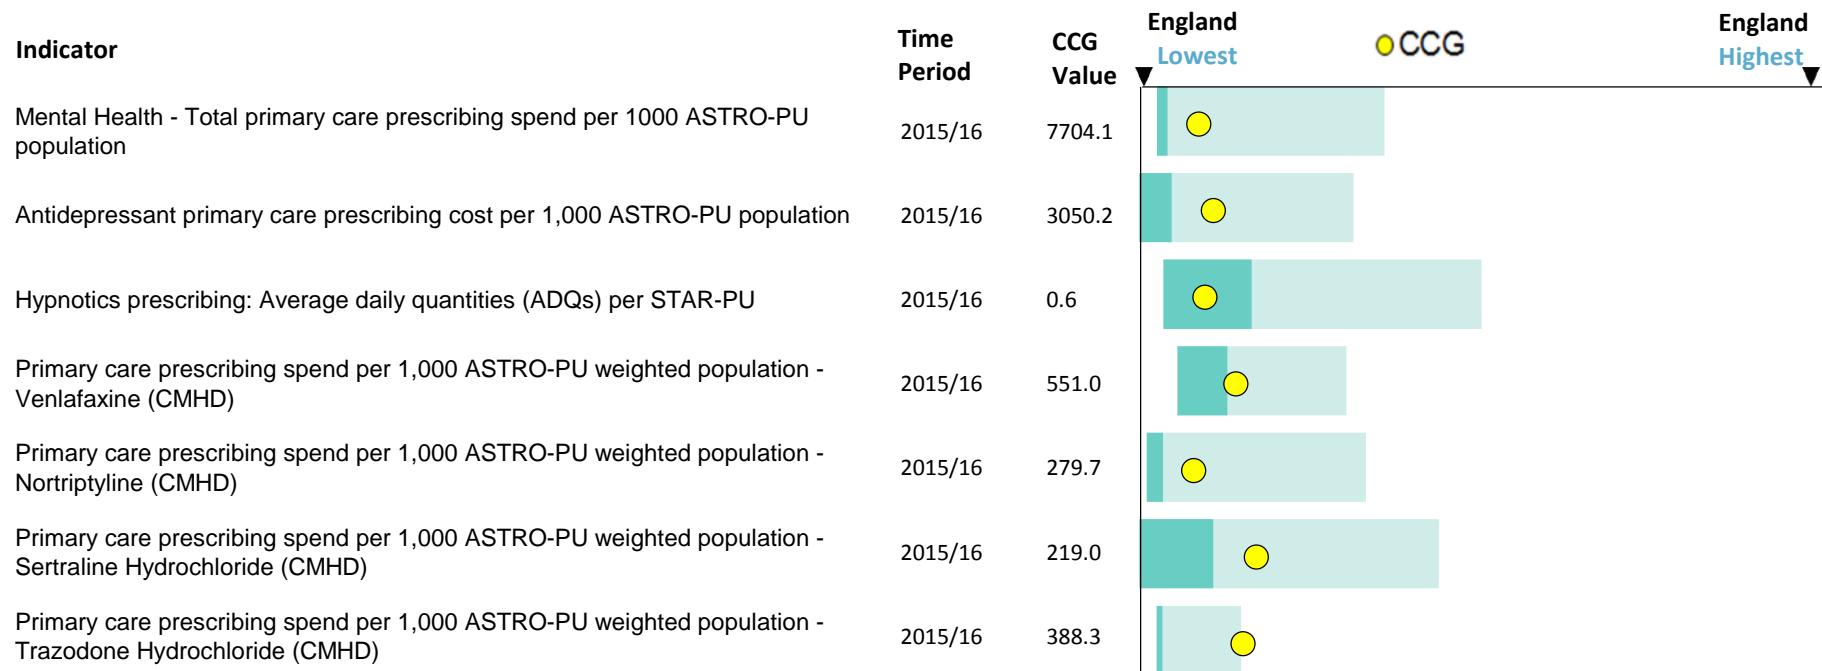 Indicator
Time Period
CCG Value
England Lowest
CCG
England Highest
Mental Health - Total primary care prescribing spend per 1000 ASTRO-PU
population
2015/16
7704.1
Antidepressant primary care prescribing cost per 1,000 ASTRO-PU population
2015/16
3050.2
Hypnotics prescribing: Average daily quantities (ADQs) per STAR-PU
2015/16
0.6
Primary care prescribing spend per 1,000 ASTRO-PU weighted population -
Venlafaxine (CMHD)
2015/16
551.0
Primary care prescribing spend per 1,000 ASTRO-PU weighted population -
Nortriptyline (CMHD)
2015/16
279.7
Primary care prescribing spend per 1,000 ASTRO-PU weighted population -
Sertraline Hydrochloride (CMHD)
2015/16
219.0
Primary care prescribing spend per 1,000 ASTRO-PU weighted population -
Trazodone Hydrochloride (CMHD)
2015/16
388.3